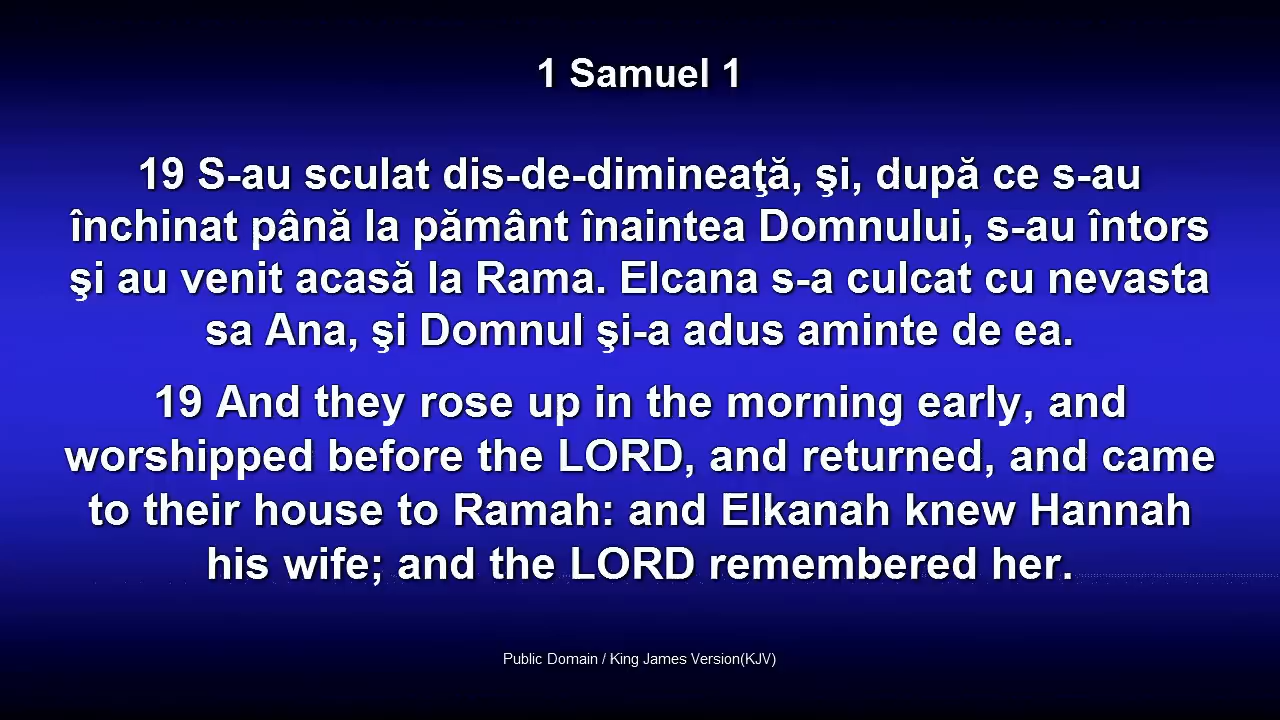 1 Samuel 1
19 S-au sculat dis-de-dimineaţă, şi, după ce s-au
închinat până la pământ înaintea Domnului, s-au întors
şi au venit acasă la Rama. Elcana s-a culcat cu nevasta
sa Ana, şi Domnul şi-a adus aminte de ea.
19 And they rose up in the morning early, and
worshipped before the LORD, and returned, and came
to their house to Ramah: and Elkanah knew Hannah
his wife; and the LORD remembered her.
Public Domain / King James Version(KJV)